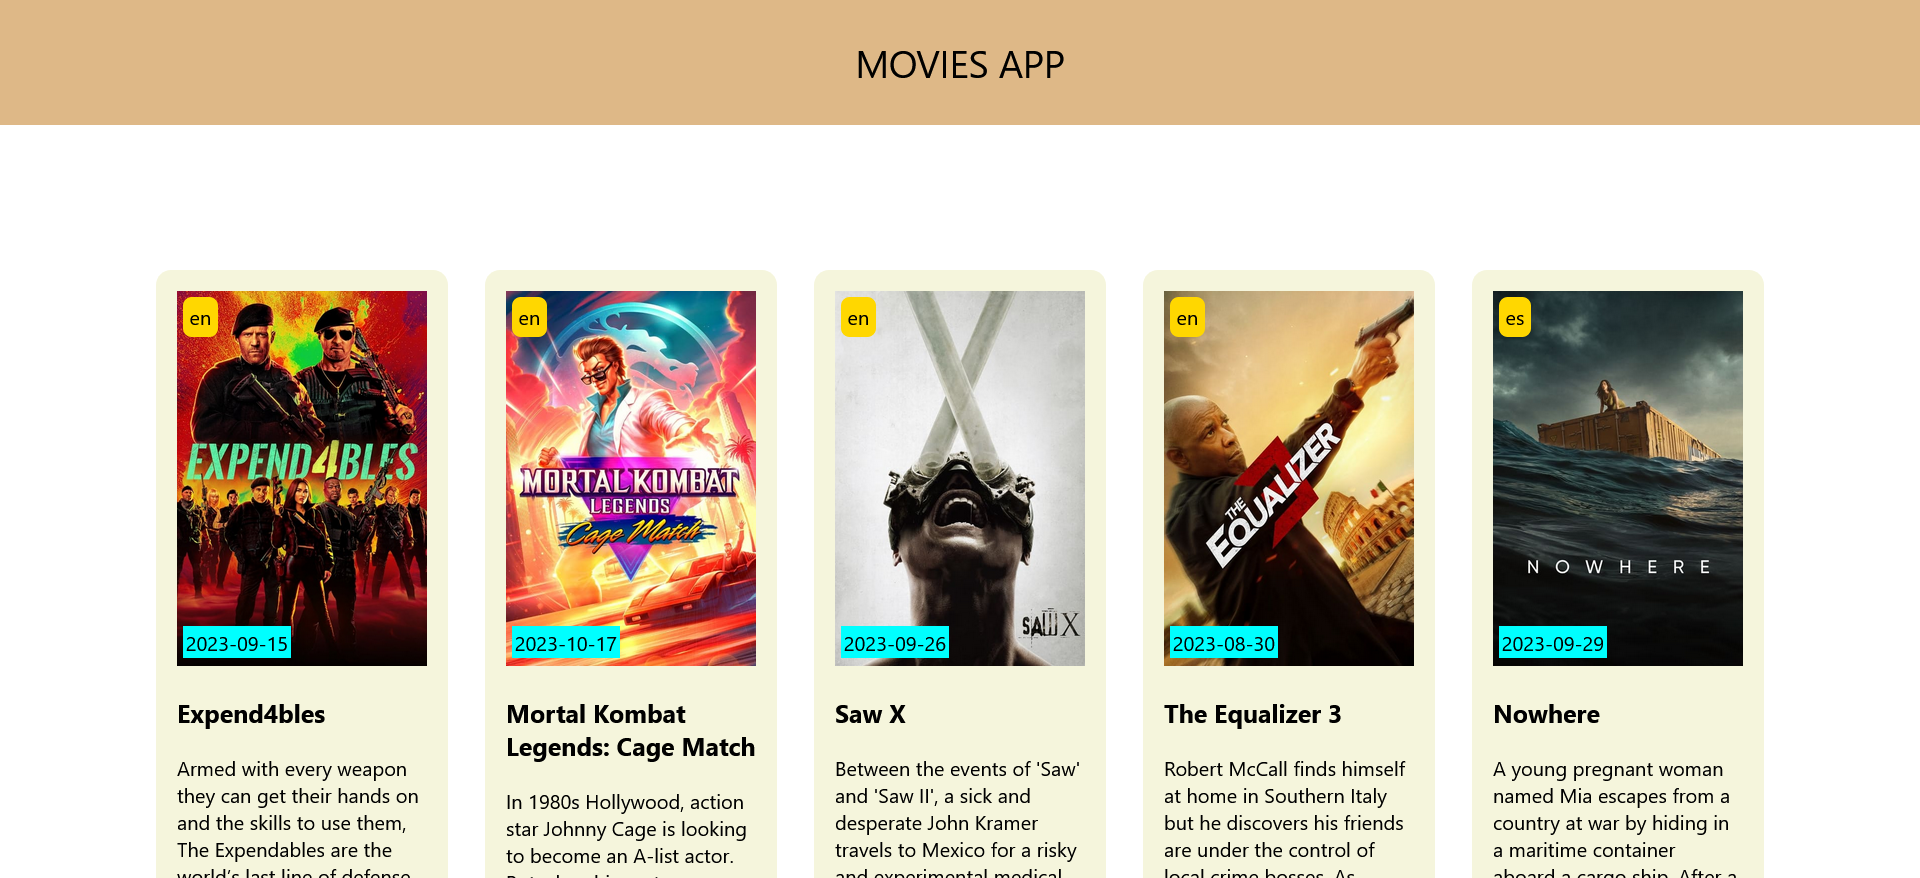 MOVIES APP
en
EXPEND4BLES
2023-09-15
Expend4bles
Armed with every weapon
they can get their hands on
and the skills to use them,
The Expendables are the
world's last line of defense
en
MORTAL KOMBAT
LEGENDS
Cage Match
2023-10-17
Mortal Kombat
Legends: Cage Match
In 1980s Hollywood, action
star Johnny Cage is looking
to become an A-list actor.
en
SAW X
2023-09-26
Saw X
Between the events of 'Saw'
and 'Saw II', a sick and
desperate John Kramer
travels to Mexico for a risky
and experimental medical
en
THE
EQUALIZER
3
2023-08-30
The Equalizer 3
Robert McCall finds himself
at home in Southern Italy
but he discovers his friends
are under the control of
local crime bosses. As
es
NOWHERE
2023-09-29
Nowhere
A young pregnant woman
named Mia escapes from a
country at war by hiding in
a maritime container
aboard a cargo ship. After a